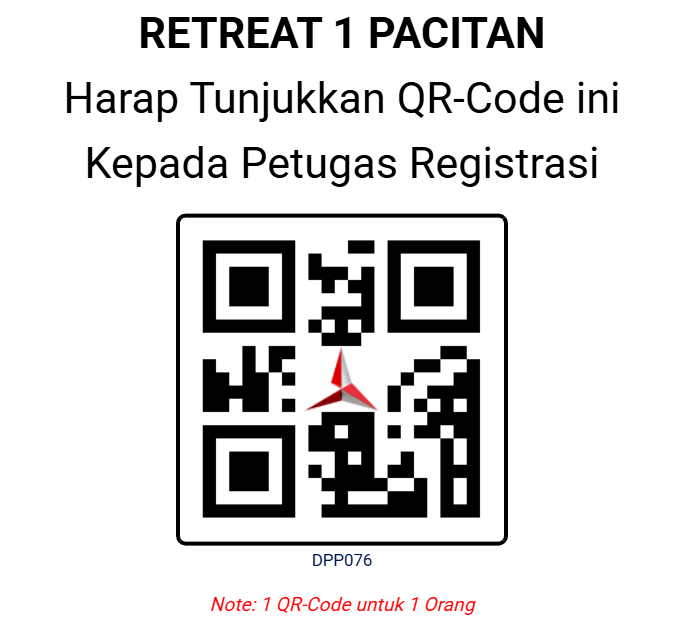 RETREAT 1 PACITAN
Harap Tunjukkan QR-Code ini
Kepada Petugas Registrasi
DPP076
Note: 1 QR-Code untuk 1 Orang